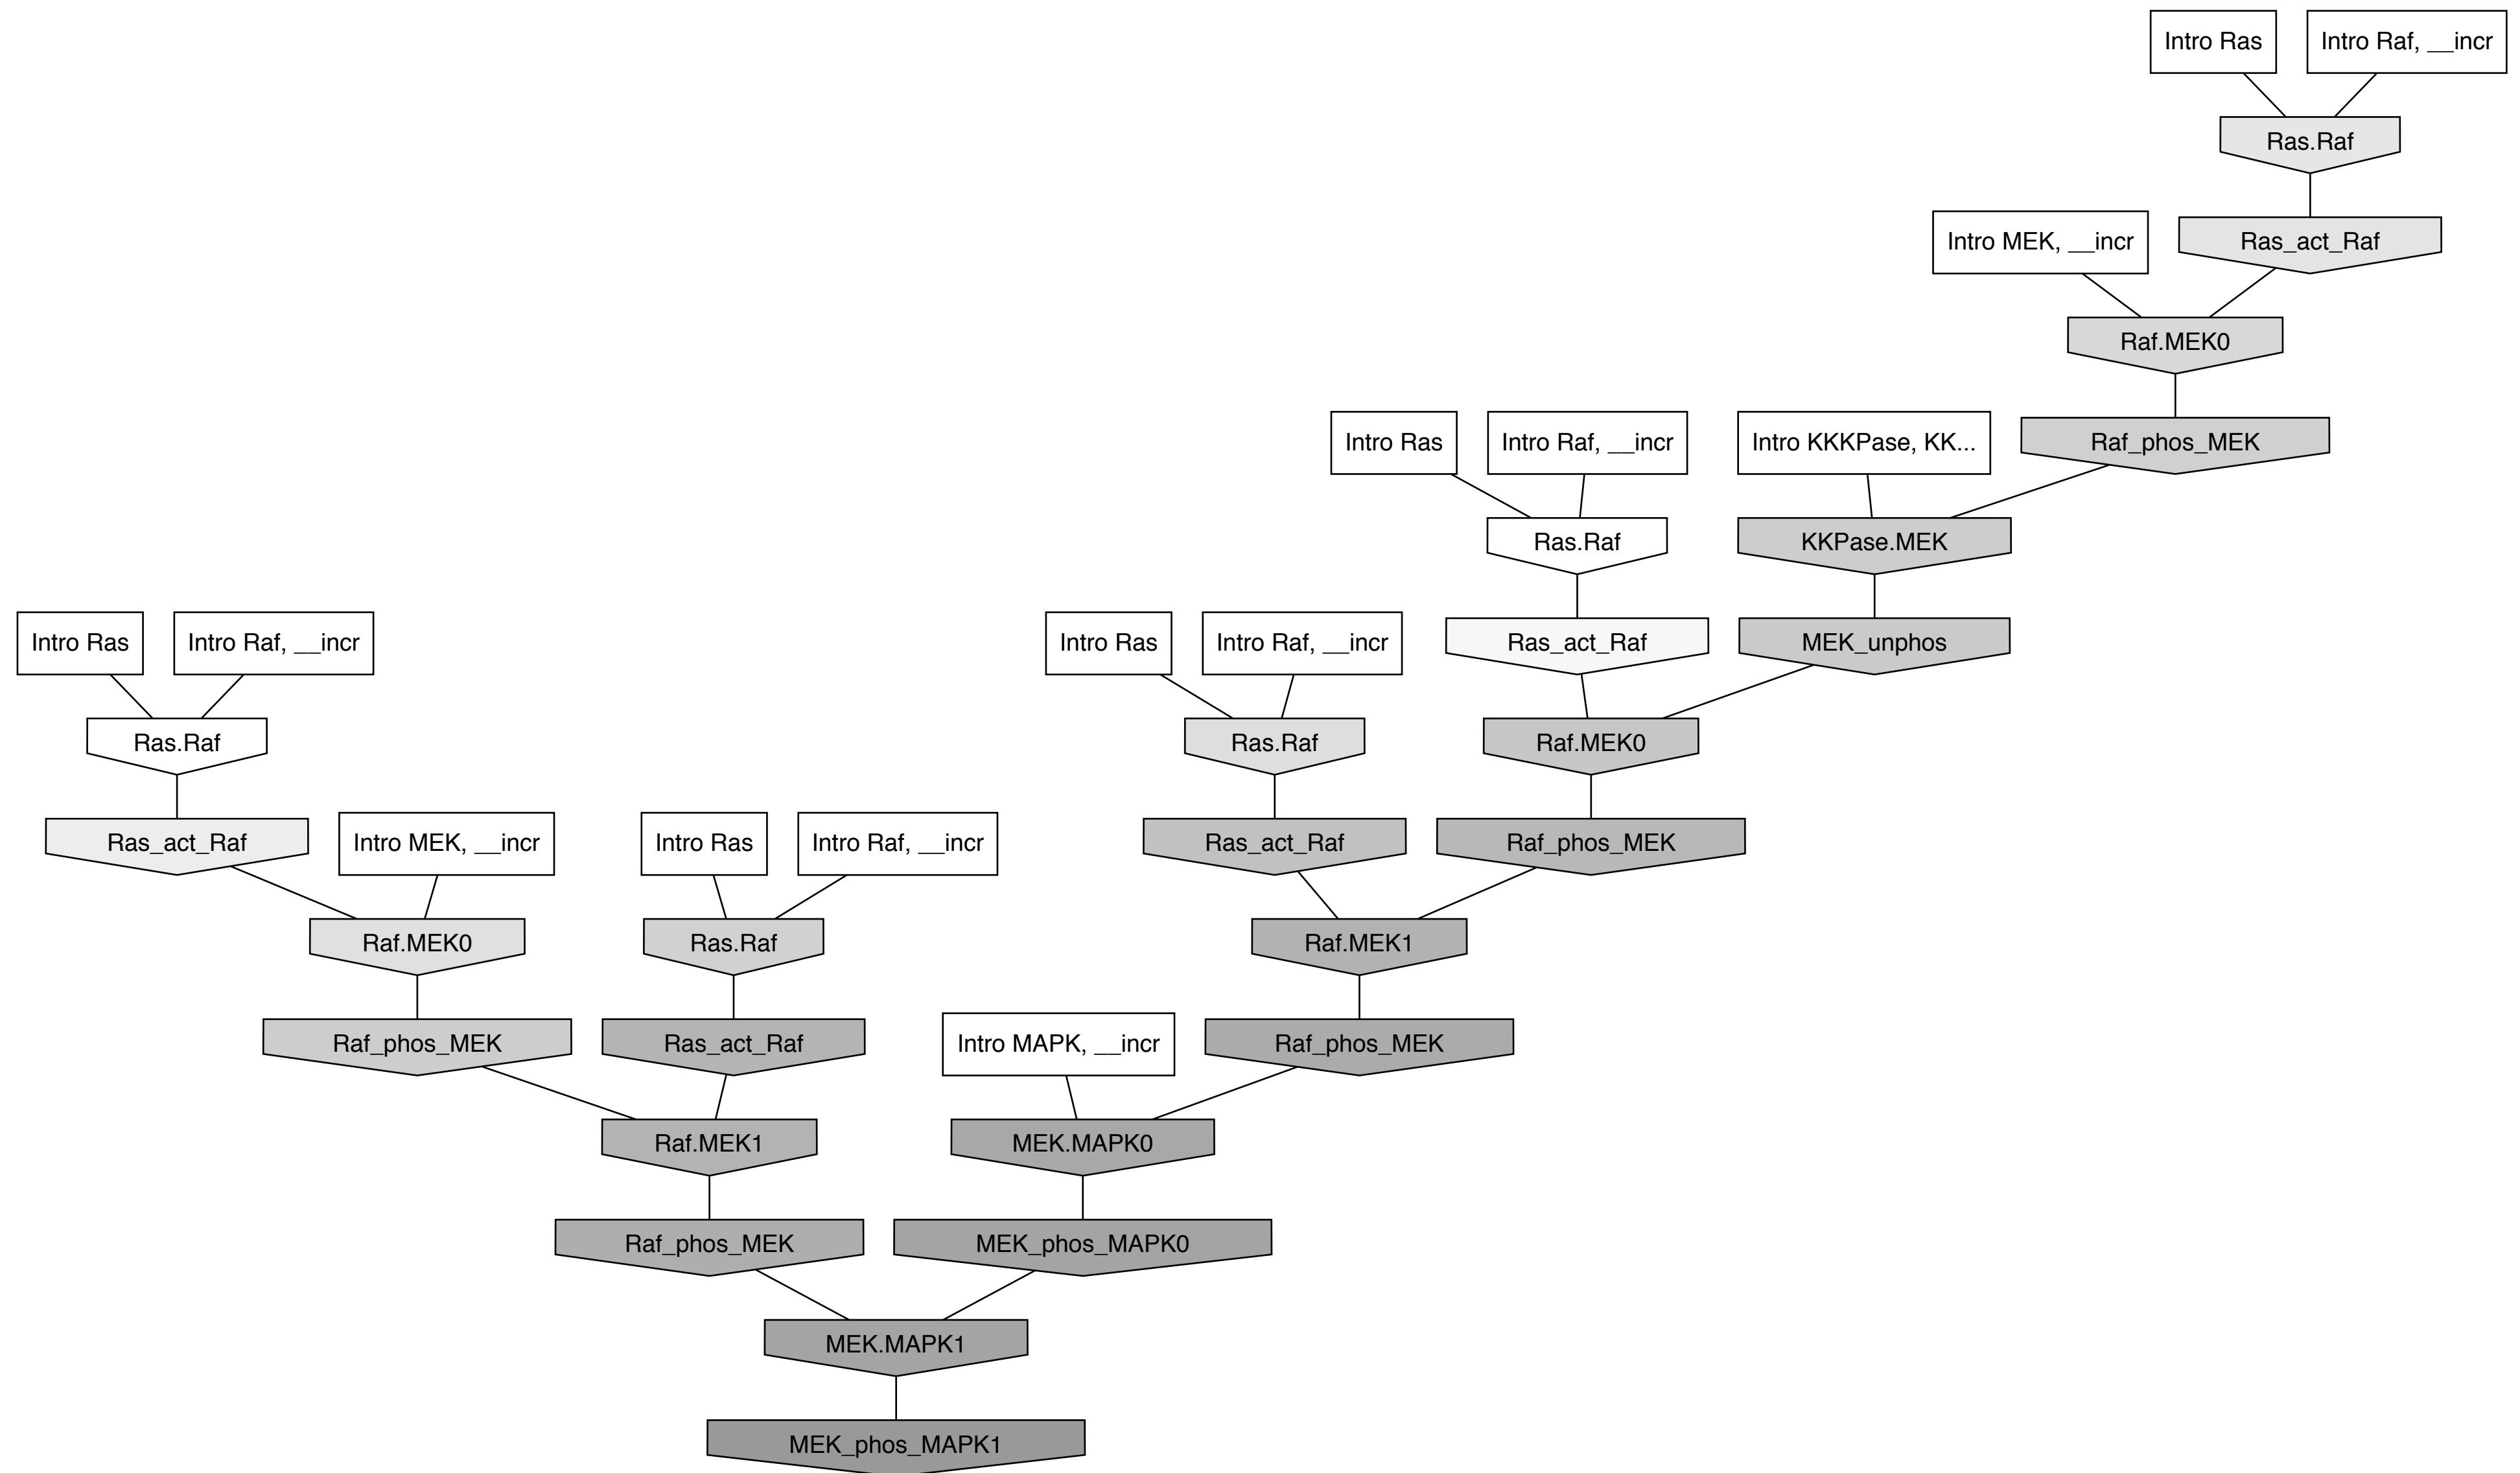 Intro Ras
Intro Raf, __incr
Ras.Raf
Intro MEK, __incr
Ras_act_Raf
Raf.MEK0
Intro Ras
Intro Raf, __incr
Intro KKKPase, KK...
Raf_phos_MEK
Ras.Raf
KKPase.MEK
Intro Ras
Intro Raf, __incr
Intro Ras
Intro Raf, __incr
Ras_act_Raf
MEK_unphos
Ras.Raf
Ras.Raf
Raf.MEK0
Ras_act_Raf
Intro MEK, __incr
Intro Ras
Intro Raf, __incr
Ras_act_Raf
Raf_phos_MEK
Raf.MEK0
Ras.Raf
Raf.MEK1
Raf_phos_MEK
Ras_act_Raf
Intro MAPK, __incr
Raf_phos_MEK
Raf.MEK1
MEK.MAPK0
Raf_phos_MEK
MEK_phos_MAPK0
MEK.MAPK1
MEK_phos_MAPK1